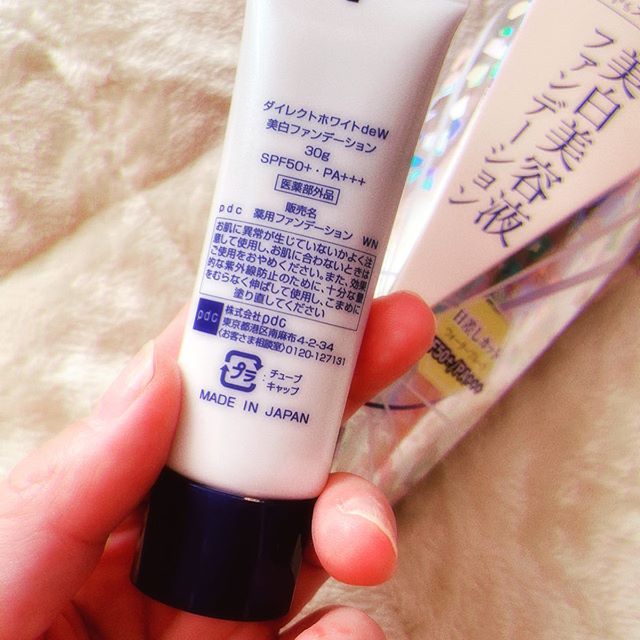 ダイレクトホワイトdeW
美白ファンデーション
30g
SPF50+・PA+++
医薬部外品
販売名
pdc 薬用ファンデーション WN
お肌に異常が生じていないかよく注
意して使用し、お肌に合わないときは
ご使用をおやめください。また、効果
的な紫外線防止のために、十分な量
をむらなく伸ばして使用し、こまめに
塗り直してください
pdc
株式会社pdc
東京都港区南麻布4-2-34
〈お客さま相談室〉0120-127131
プラ
:チューブ
キャップ
MADE IN JAPAN
美白美容液
ファンデーション
日差しカット